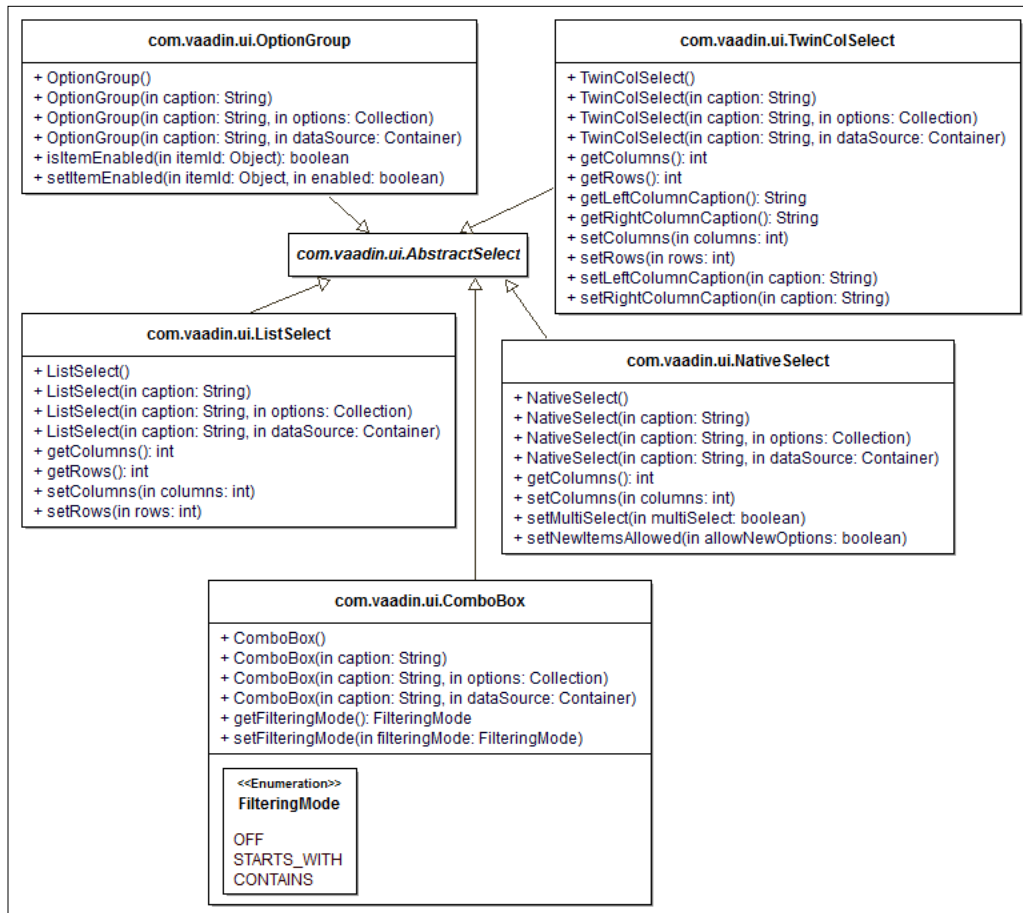 com.vaadin.ui.OptionGroup
+ OptionGroup()
+ OptionGroup(in caption: String)
+ OptionGroup(in caption: String, in options: Collection)
+ OptionGroup(in caption: String, in dataSource: Container)
+ isItemEnabled(in itemId: Object): boolean
+ setItemEnabled(in itemId: Object, in enabled: boolean)
com.vaadin.ui.TwinColSelect
+ TwinColSelect()
+ TwinColSelect(in caption: String)
+ TwinColSelect(in caption: String, in options: Collection)
+ TwinColSelect(in caption: String, in dataSource: Container)
+ getColumns(): int
+ getRows(): int
+ getLeftColumnCaption(): String
+ getRightColumnCaption(): String
+ setColumns(in columns: int)
+ setRows(in rows: int)
+ setLeftColumnCaption(in caption: String)
+ setRightColumnCaption(in caption: String)
com.vaadin.ui.AbstractSelect
com.vaadin.ui.ListSelect
+ ListSelect()
+ ListSelect(in caption: String)
+ ListSelect(in caption: String, in options: Collection)
+ ListSelect(in caption: String, in dataSource: Container)
+ getColumns(): int
+ getRows(): int
+ setColumns(in columns: int)
+ setRows(in rows: int)
com.vaadin.ui.NativeSelect
+ NativeSelect()
+ NativeSelect(in caption: String)
+ NativeSelect(in caption: String, in options: Collection)
+ NativeSelect(in caption: String, in dataSource: Container)
+ getColumns(): int
+ setColumns(in columns: int)
+ setMultiSelect(in multiSelect: boolean)
+ setNewItemsAllowed(in allowNewOptions: boolean)
com.vaadin.ui.ComboBox
+ ComboBox()
+ ComboBox(in caption: String)
+ ComboBox(in caption: String, in options: Collection)
+ ComboBox(in caption: String, in dataSource: Container)
+ getFilteringMode(): FilteringMode
+ setFilteringMode(in filteringMode: FilteringMode)
<<Enumeration>>
FilteringMode
OFF
STARTS_WITH
CONTAINS